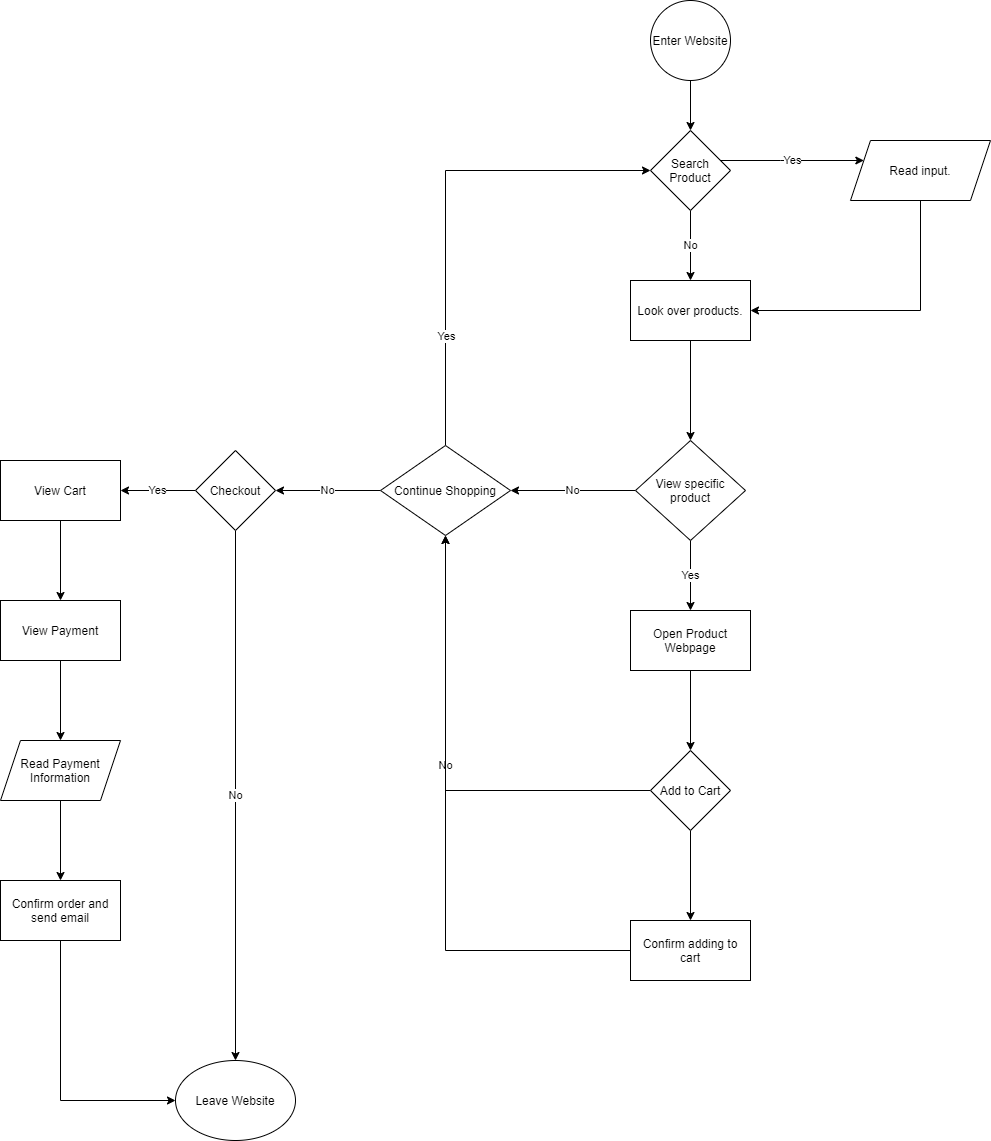 Enter Website
Search
Product
Yes
Read input.
No
Look over products.
Yes
View Cart
Yes
Checkout
No
Continue Shopping
No
View specific
product
Yes
View Payment
Open Product
Webpage
Read Payment
Information
No
No
Add to Cart
Confirm order and
send email
Confirm adding to
cart
Leave Website